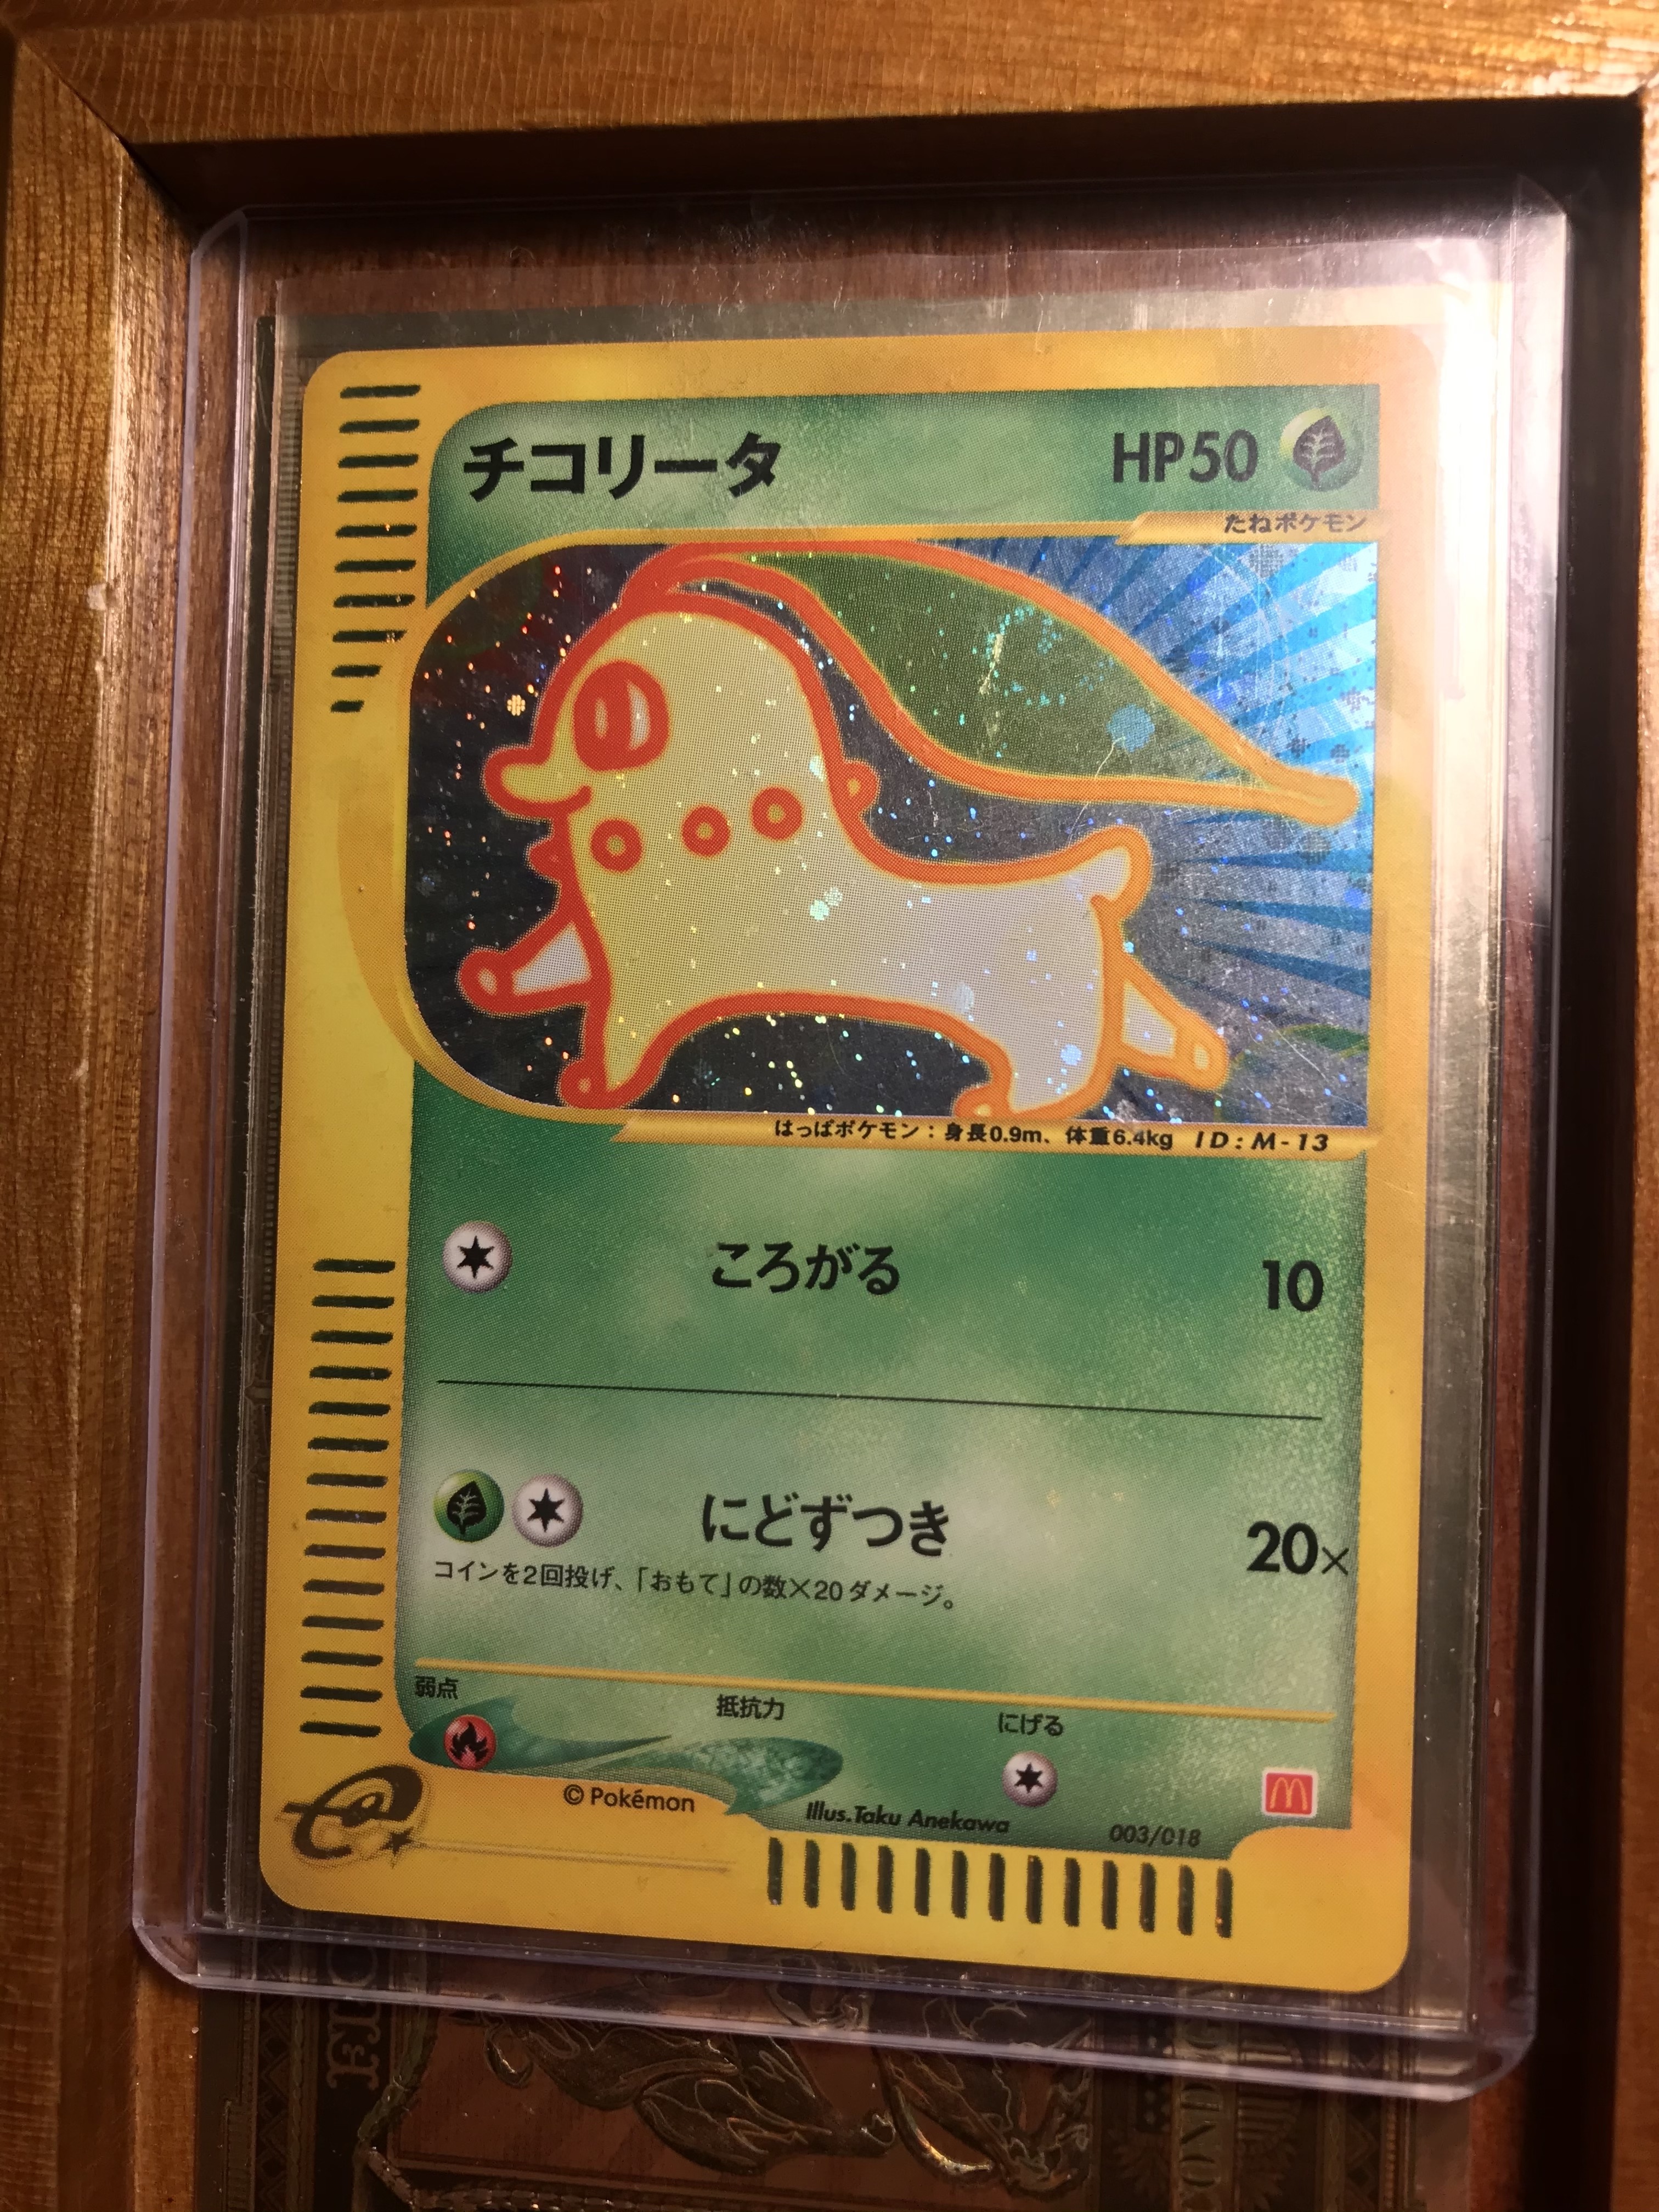 チコリータ HP50
たねポケモン
はっぱポケモン：身長0.9m、体重6.4kg ID:M-13
ころがる 10
にどずつき 20×
コインを2回投げ、「おもて」の数×20ダメージ。
弱点 抵抗力 にげる
© Pokémon Illus.Taku Anekawa 003/018